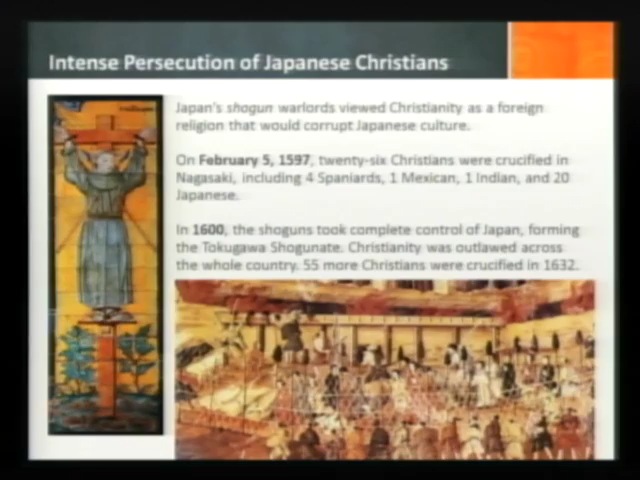 Intense Persecution of Japanese Christians
Japan's shogun warlords viewed Christianity as a foreign
religion that would corrupt Japanese culture.
On February 5, 1597, twenty-six Christians were crucified in
Nagasaki, including 4 Spaniards, 1 Mexican, 1 Indian, and 20
Japanese.
In 1600, the shoguns took complete control of Japan, forming
the Tokugawa Shogunate. Christianity was outlawed across
the whole country. 55 more Christians were crucified in 1632.